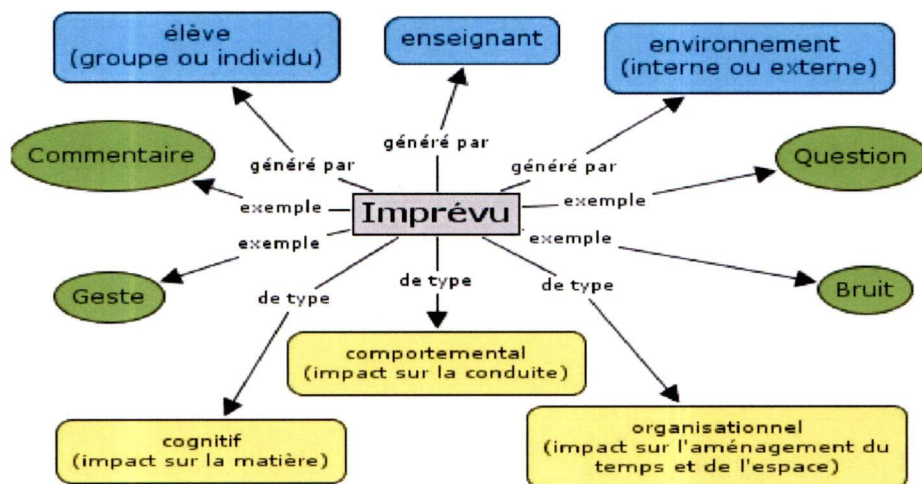 élève
(groupe ou individu)
enseignant
environnement
(interne ou externe)
Commentaire
généré par
généré par
généré par
Question
exemple
Imprévu
exemple
exemple
exemple
Geste
de type
de type
de type
Bruit
comportemental
(impact sur la conduite)
cognitif
(impact sur la matière)
organisationnel
(impact sur l'aménagement du
temps et de l'espace)